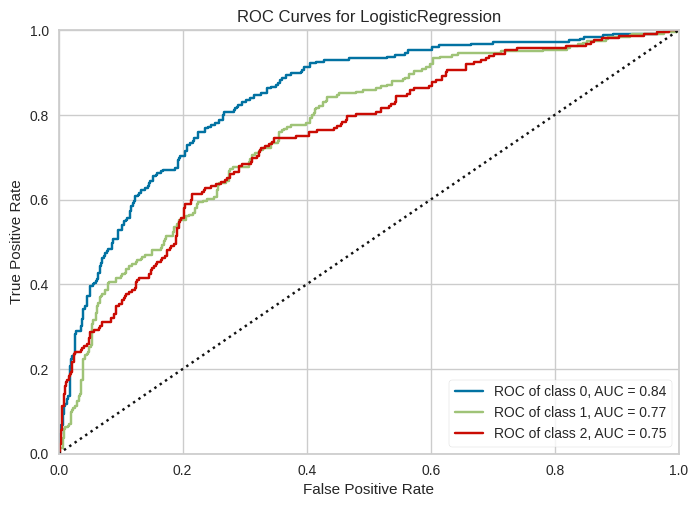 ROC Curves for LogisticRegression
1.0
0.8
0.6
0.4
0.2
0.0
True Positive Rate
ROC of class 0, AUC = 0.84
ROC of class 1, AUC = 0.77
ROC of class 2, AUC = 0.75
0.0 0.2 0.4 0.6 0.8 1.0
False Positive Rate